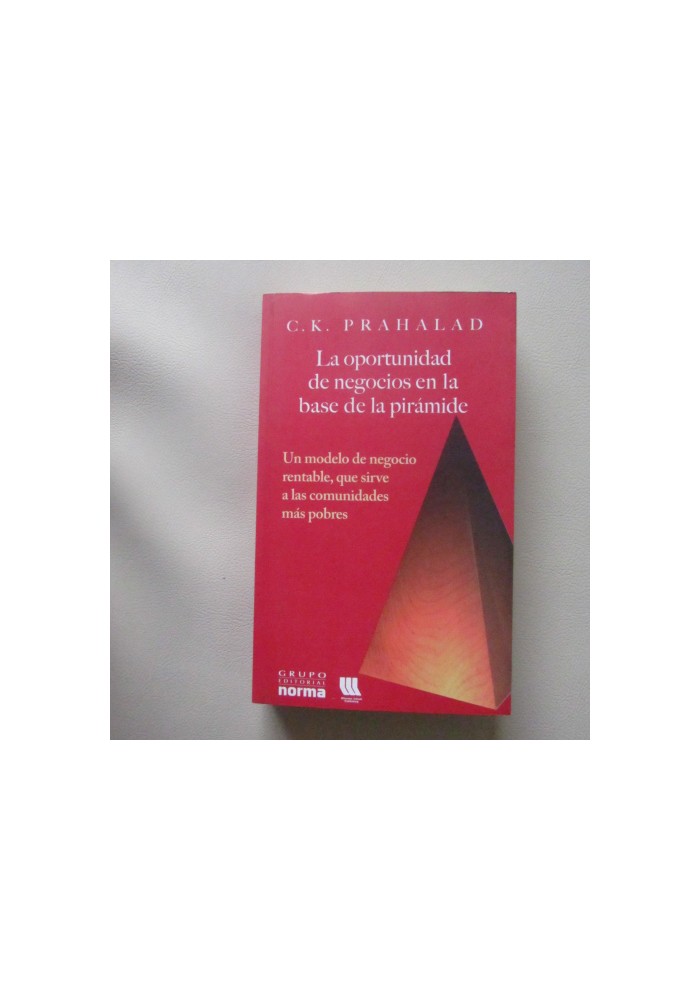 C. K. PRAHALAD
La oportunidad
de negocios en la
base de la pirámide
Un modelo de negocio
rentable, que sirve
a las comunidades
más pobres
GRUPO
EDITORIAL
norma